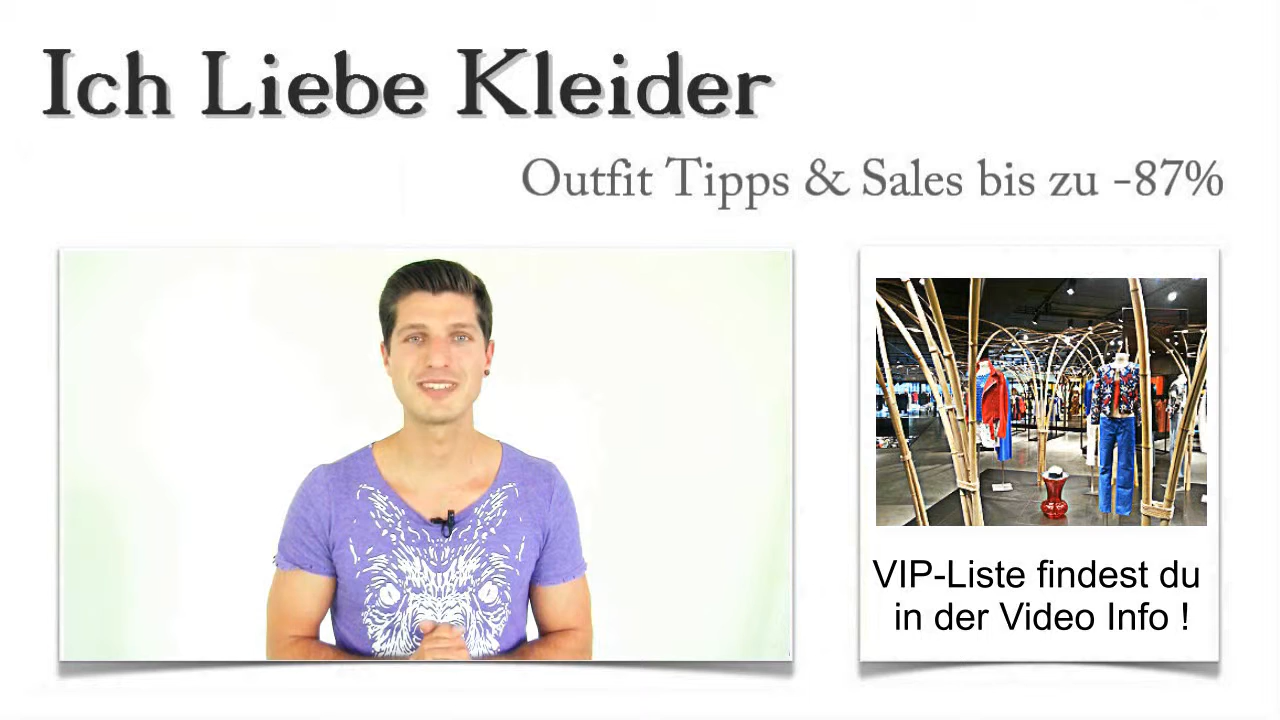 Ich Liebe Kleider
Outfit Tipps & Sales bis zu -87%
VIP-Liste findest du
in der Video Info !